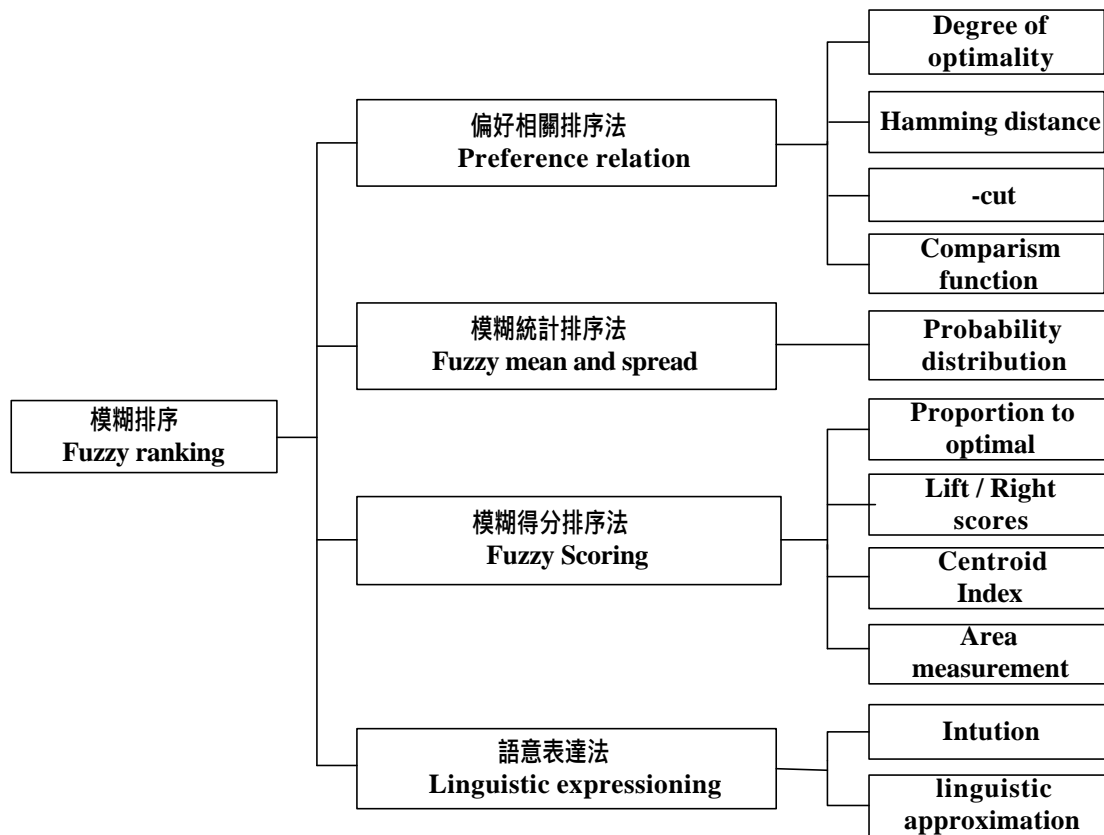 模糊排序
Fuzzy ranking
偏好相關排序法
Preference relation
Degree of
optimality
Hamming distance
-cut
Comparism
function
模糊統計排序法
Fuzzy mean and spread
Probability
distribution
模糊得分排序法
Fuzzy Scoring
Proportion to
optimal
Lift / Right
scores
Centroid
Index
Area
measurement
語意表達法
Linguistic expressioning
Intution
linguistic
approximation